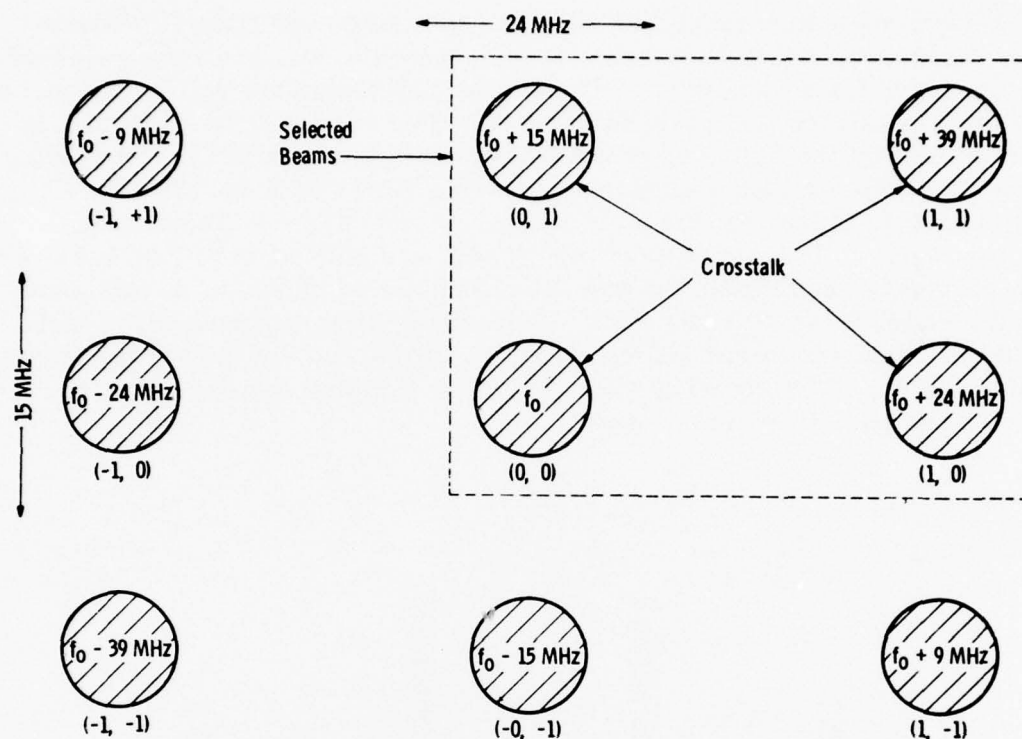 24 MHz
f₀ - 9 MHz
Selected
Beams
f₀ + 15 MHz
f₀ + 39 MHz
(-1, +1)
(0, 1)
(1, 1)
Crosstalk
15 MHz
f₀ - 24 MHz
f₀
f₀ + 24 MHz
(-1, 0)
(0, 0)
(1, 0)
f₀ - 39 MHz
f₀ - 15 MHz
f₀ + 9 MHz
(-1, -1)
(-0, -1)
(1, -1)